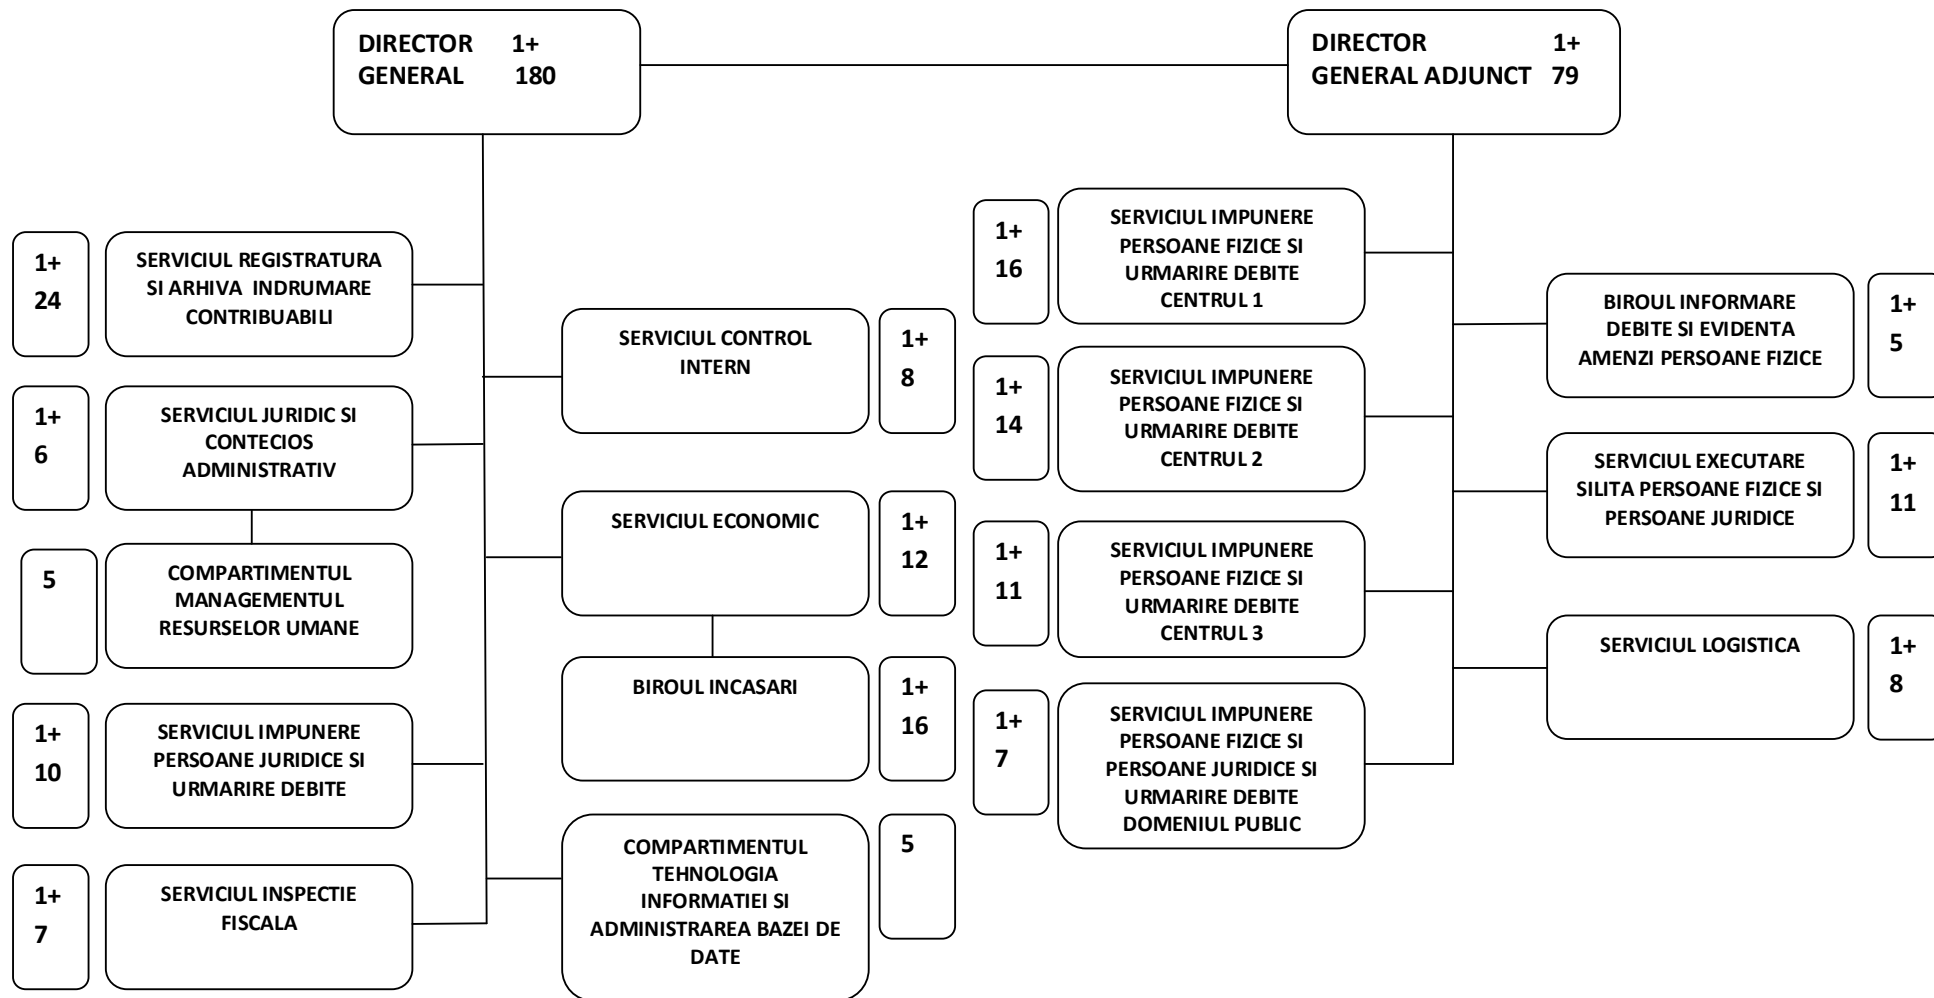 DIRECTOR 1+
GENERAL 180
DIRECTOR 1+
GENERAL ADJUNCT 79
1+
24
SERVICIUL REGISTRATURA
SI ARHIVA INDRUMARE
CONTRIBUABILI
1+
6
SERVICIUL JURIDIC SI
CONTECIOS
ADMINISTRATIV
5
COMPARTIMENTUL
MANAGEMENTUL
RESURSELOR UMANE
1+
10
SERVICIUL IMPUNERE
PERSOANE JURIDICE SI
URMARIRE DEBITE
1+
7
SERVICIUL INSPECTIE
FISCALA
SERVICIUL CONTROL
INTERN
1+
8
SERVICIUL ECONOMIC
1+
12
BIROUL INCASARI
1+
16
COMPARTIMENTUL
TEHNOLOGIA
INFORMATIEI SI
ADMINISTRAREA BAZEI DE
DATE
5
1+
16
SERVICIUL IMPUNERE
PERSOANE FIZICE SI
URMARIRE DEBITE
CENTRUL 1
1+
14
SERVICIUL IMPUNERE
PERSOANE FIZICE SI
URMARIRE DEBITE
CENTRUL 2
1+
11
SERVICIUL IMPUNERE
PERSOANE FIZICE SI
URMARIRE DEBITE
CENTRUL 3
1+
7
SERVICIUL IMPUNERE
PERSOANE FIZICE SI
PERSOANE JURIDICE SI
URMARIRE DEBITE
DOMENIUL PUBLIC
BIROUL INFORMARE
DEBITE SI EVIDENTA
AMENZI PERSOANE FIZICE
1+
5
SERVICIUL EXECUTARE
SILITA PERSOANE FIZICE SI
PERSOANE JURIDICE
1+
11
SERVICIUL LOGISTICA
1+
8